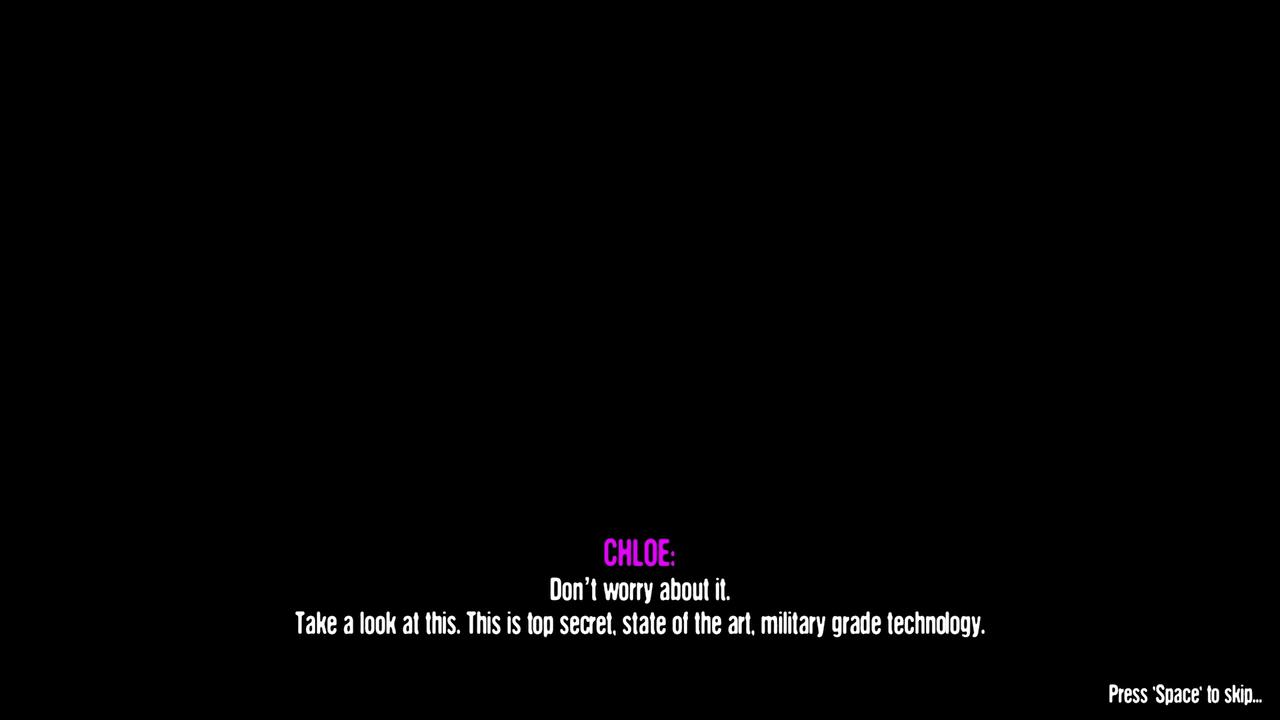 CHLOE:
Don't worry about it.
Take a look at this. This is top secret, state of the art, military grade technology.
Press 'Space' to skip...